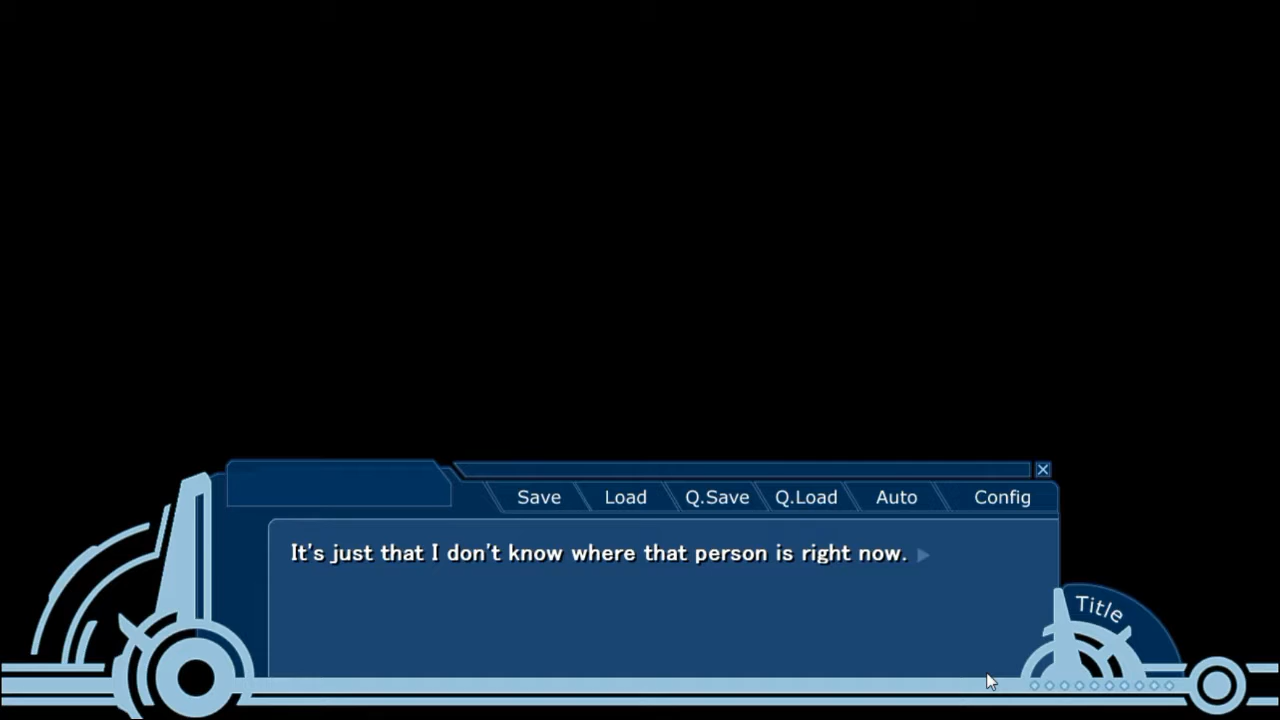 Save Load Q.Save Q.Load Auto Config
It's just that I don't know where that person is right now.
Title